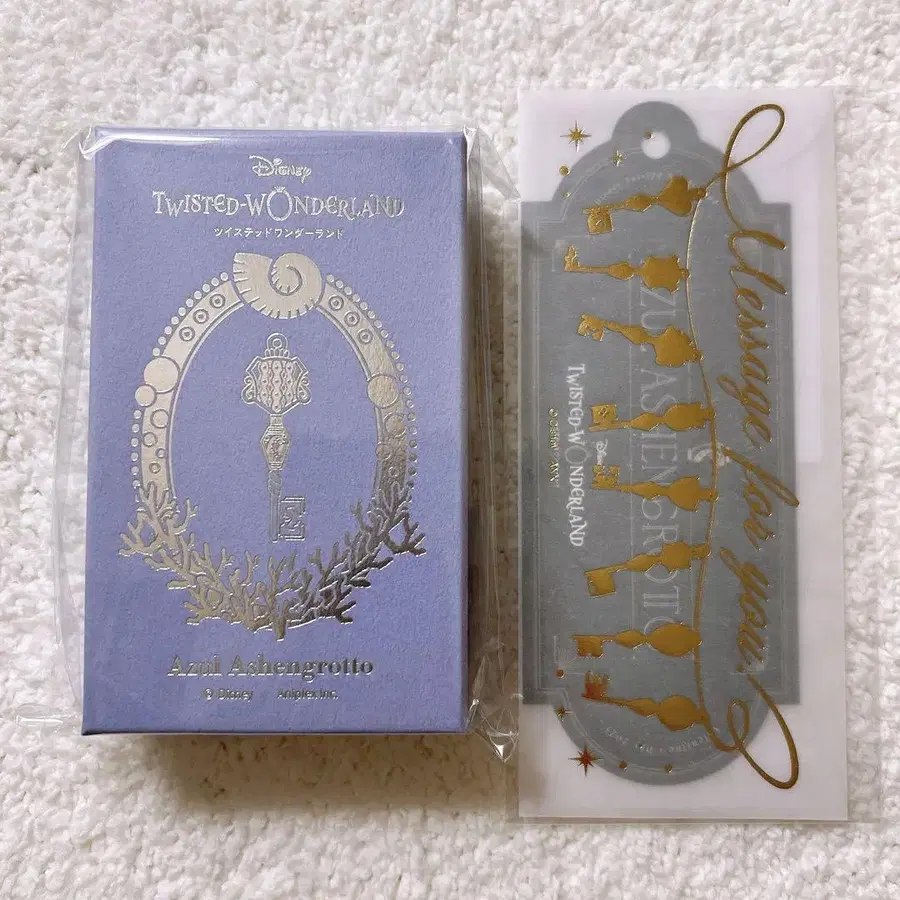 Disney
TWISTED-WONDERLAND
ツイステッドワンダーランド
Azul Ashengrotto
© Disney Aniplex Inc.
Message for you!
AZUL ASHENGROTTO
Disney
TWISTED-WONDERLAND